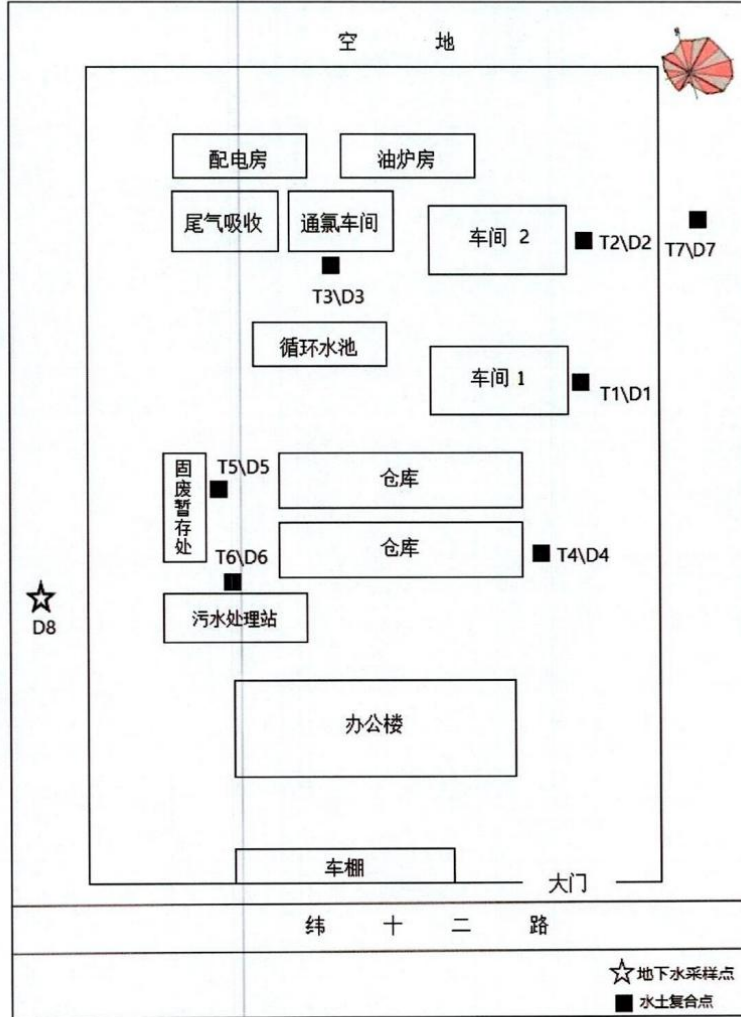 空 地
配电房
油炉房
尾气吸收
通氯车间
车间 2
T2\D2
T7\D7
T3\D3
循环水池
车间 1
T1\D1
固废暂存处
T5\D5
仓库
仓库
T4\D4
T6\D6
污水处理站
D8
办公楼
车棚
大门
纬 十 二 路
地下水采样点
水土复合点